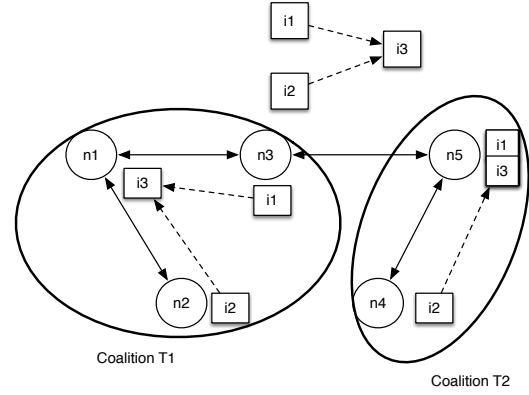 i1
i3
i2
n1
n3
n5
i1
i3
i3
i1
n2
i2
n4
i2
Coalition T1
Coalition T2